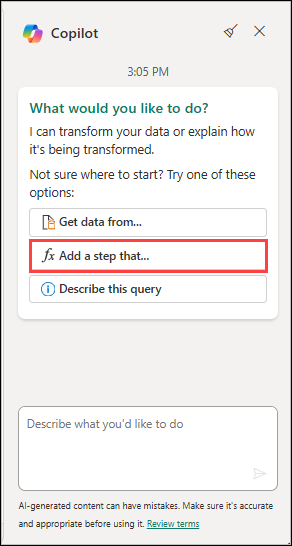 Copilot
3:05 PM
What would you like to do?
I can transform your data or explain how
it's being transformed.
Not sure where to start? Try one of these
options:
Get data from...
fx Add a step that...
Describe this query
Describe what you'd like to do
AI-generated content can have mistakes. Make sure it's accurate
and appropriate before using it. Review terms